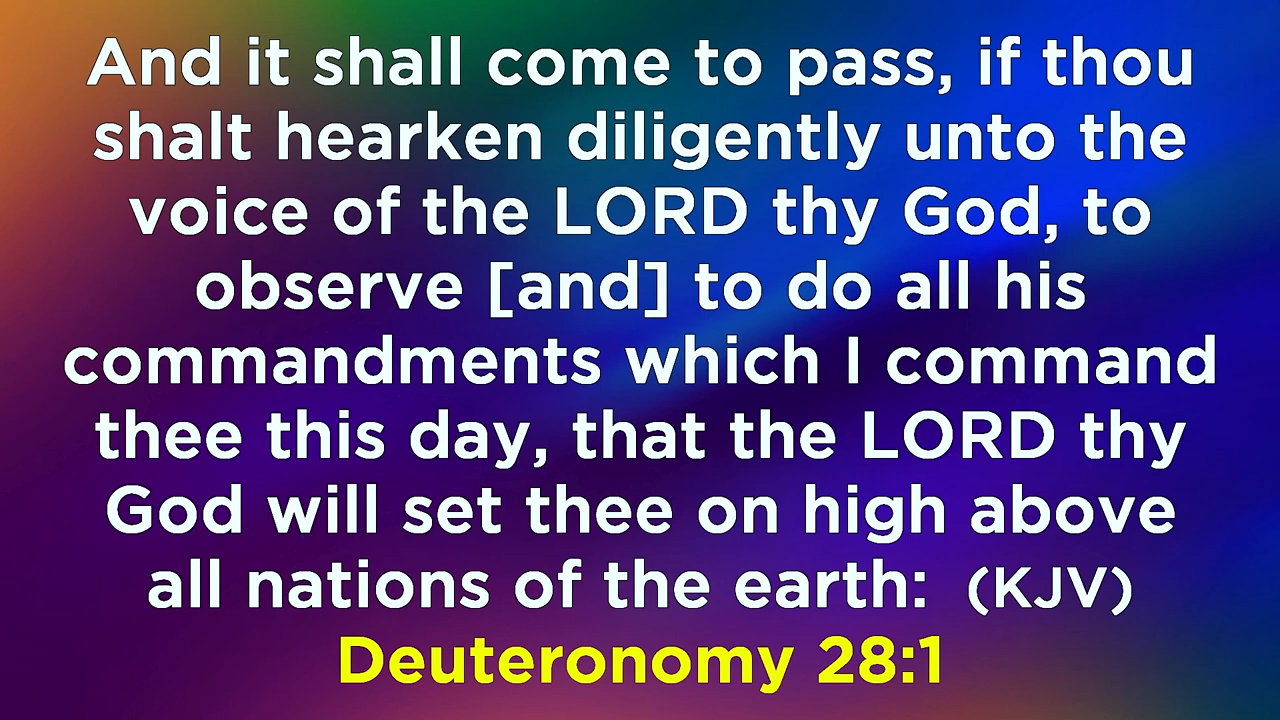 And it shall come to pass, if thou
shalt hearken diligently unto the
voice of the LORD thy God, to
observe [and] to do all his
commandments which I command
thee this day, that the LORD thy
God will set thee on high above
all nations of the earth: (KJV)
Deuteronomy 28:1